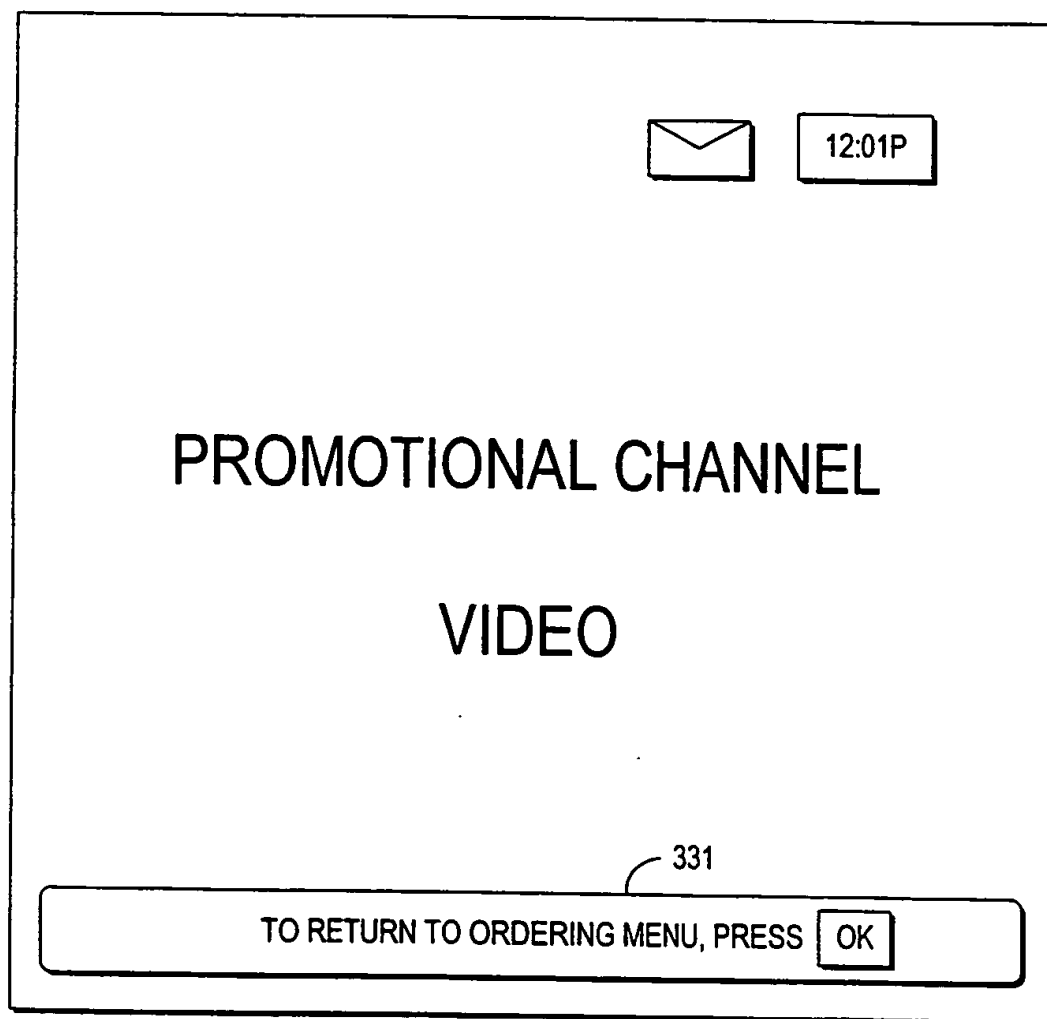 12:01P
PROMOTIONAL CHANNEL
VIDEO
331
TO RETURN TO ORDERING MENU, PRESS OK